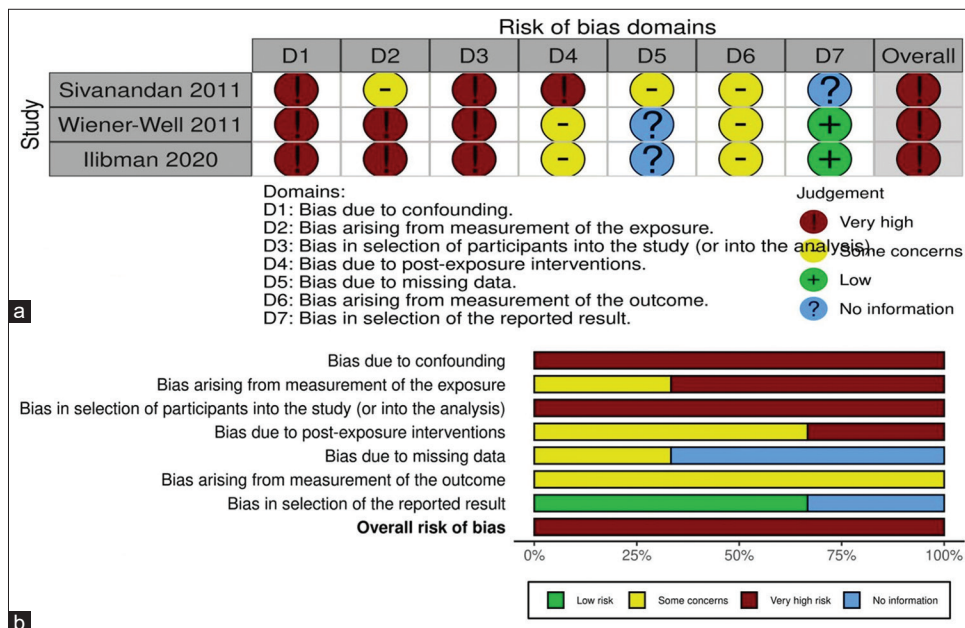 Risk of bias domains
D1 D2 D3 D4 D5 D6 D7 Overall
Study
Sivanandan 2011 ! - ! ! - - ? !
Wiener-Well 2011 ! ! ! - ? - + !
Ilibman 2020 ! ! ! - ? - + !
Domains:
D1: Bias due to confounding.
D2: Bias arising from measurement of the exposure.
D3: Bias in selection of participants into the study (or into the analysis).
D4: Bias due to post-exposure interventions.
D5: Bias due to missing data.
D6: Bias arising from measurement of the outcome.
D7: Bias in selection of the reported result.
Judgement
! Very high
- Some concerns
+ Low
? No information
a
Bias due to confounding
Bias arising from measurement of the exposure
Bias in selection of participants into the study (or into the analysis)
Bias due to post-exposure interventions
Bias due to missing data
Bias arising from measurement of the outcome
Bias in selection of the reported result
Overall risk of bias
0% 25% 50% 75% 100%
Low risk Some concerns Very high risk No information
b